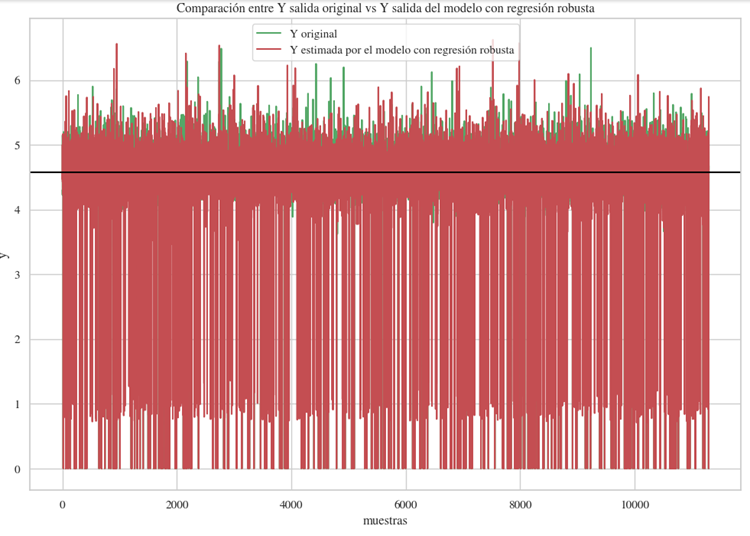 Comparación entre Y salida original vs Y salida del modelo con regresión robusta
Y original
Y estimada por el modelo con regresión robusta
6
5
4
3
2
1
0
y
0
2000
4000
6000
8000
10000
muestras